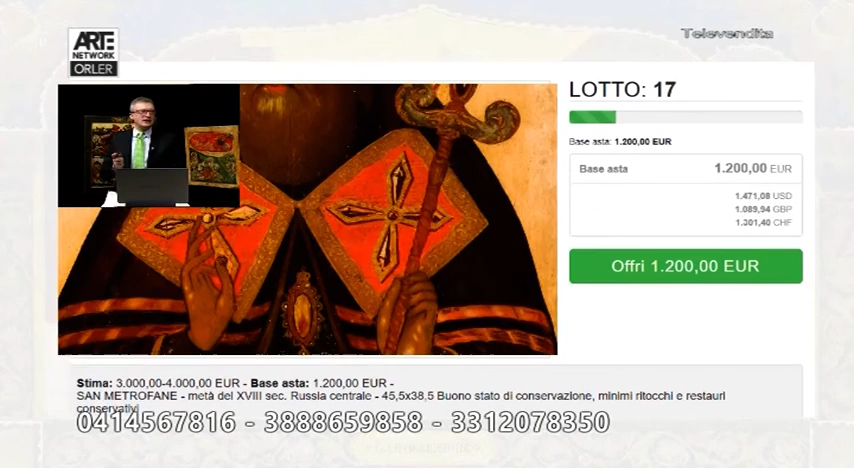 ARTE
NETWORK
ORLER
Televendita
LOTTO: 17
Base asta: 1.200,00 EUR
Base asta 1.200,00 EUR
1.471,08 USD
1.089,94 GBP
1.301,40 CHF
Offri 1.200,00 EUR
Stima: 3.000,00-4.000,00 EUR - Base asta: 1.200,00 EUR -
SAN METROFANE - metà del XVIII sec. Russia centrale - 45,5x38,5 Buono stato di conservazione, minimi ritocchi e restauri
conservativi
0414567816 - 3888659858 - 3312078350